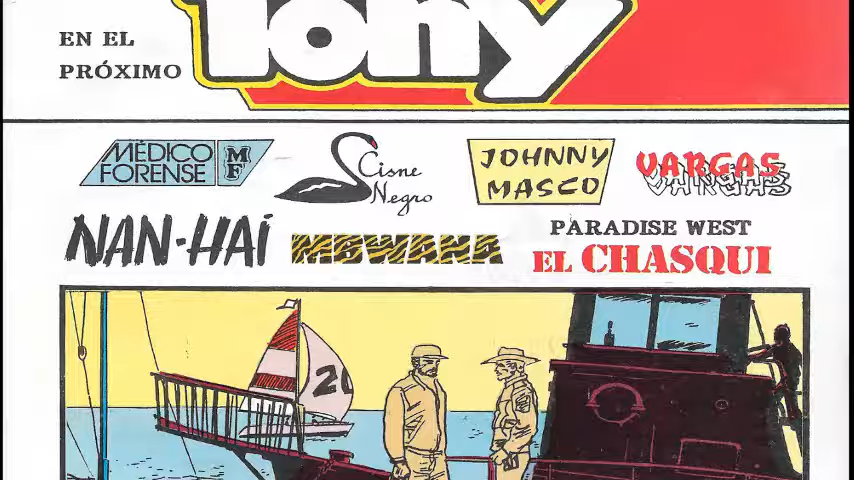 EN EL
PRÓXIMO
Tony
MÉDICO
FORENSE
MF
Cisne
Negro
JOHNNY
MASCO
VARGAS
VARGAS
NAN-HAI
MBWANA
PARADISE WEST
EL CHASQUI
20